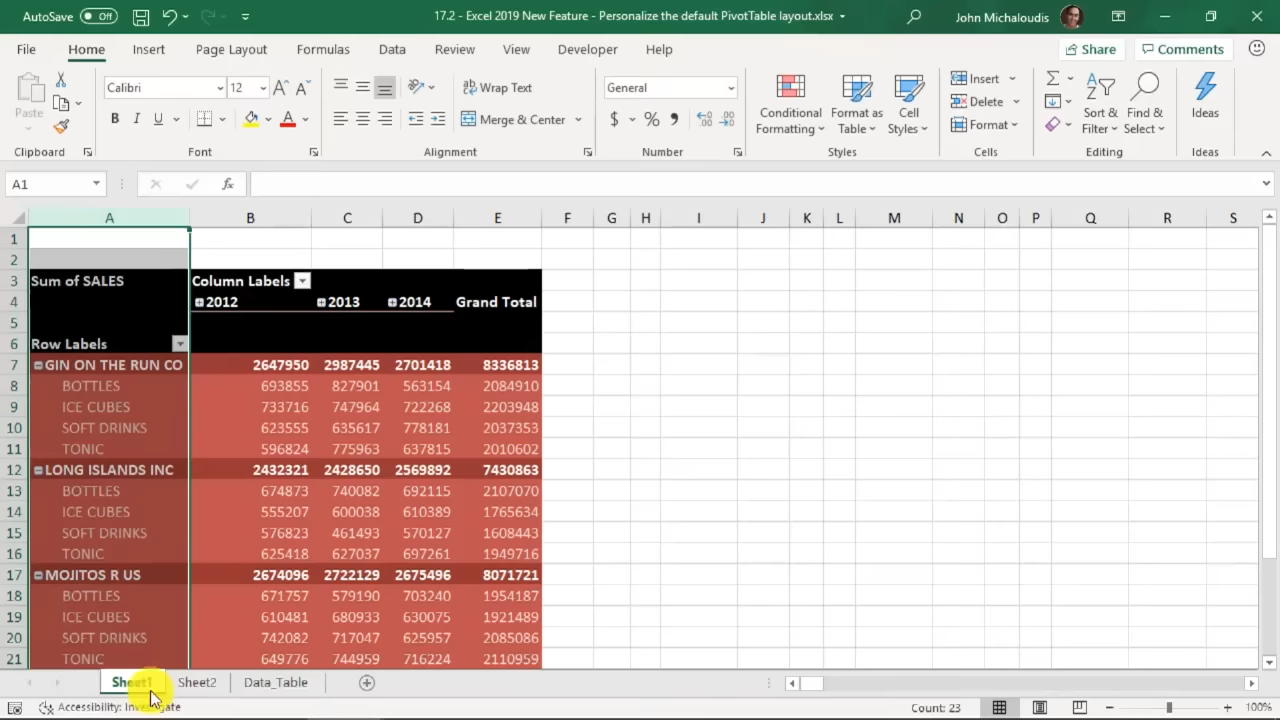 AutoSave Off 17.2 - Excel 2019 New Feature - Personalize the default PivotTable layout.xlsx John Michaloudis
File Home Insert Page Layout Formulas Data Review View Developer Help Share Comments
Paste Calibri 12 Wrap Text General Conditional Formatting Format as Table Cell Styles Insert Sort & Filter Find & Select Ideas
B I U A Merge & Center $ % Delete
Format
Clipboard Font Alignment Number Styles Cells Editing Ideas
A1 fx
A B C D E F G H I J K L M N O P Q R S
1
2
3 Sum of SALES Column Labels
4 2012 2013 2014 Grand Total
5
6 Row Labels
7 GIN ON THE RUN CO 2647950 2987445 2701418 8336813
8 BOTTLES 693855 827901 563154 2084910
9 ICE CUBES 733716 747964 722268 2203948
10 SOFT DRINKS 623555 635617 778181 2037353
11 TONIC 596824 775963 637815 2010602
12 LONG ISLANDS INC 2432321 2428650 2569892 7430863
13 BOTTLES 674873 740082 692115 2107070
14 ICE CUBES 555207 600038 610389 1765634
15 SOFT DRINKS 576823 461493 570127 1608443
16 TONIC 625418 627037 697261 1949716
17 MOJITOS R US 2674096 2722129 2675496 8071721
18 BOTTLES 671757 579190 703240 1954187
19 ICE CUBES 610481 680933 630075 1921489
20 SOFT DRINKS 742082 717047 625957 2085086
21 TONIC 649776 744959 716224 2110959
Sheet1 Sheet2 Data_Table
Accessibility: Investigate Count: 23 100%